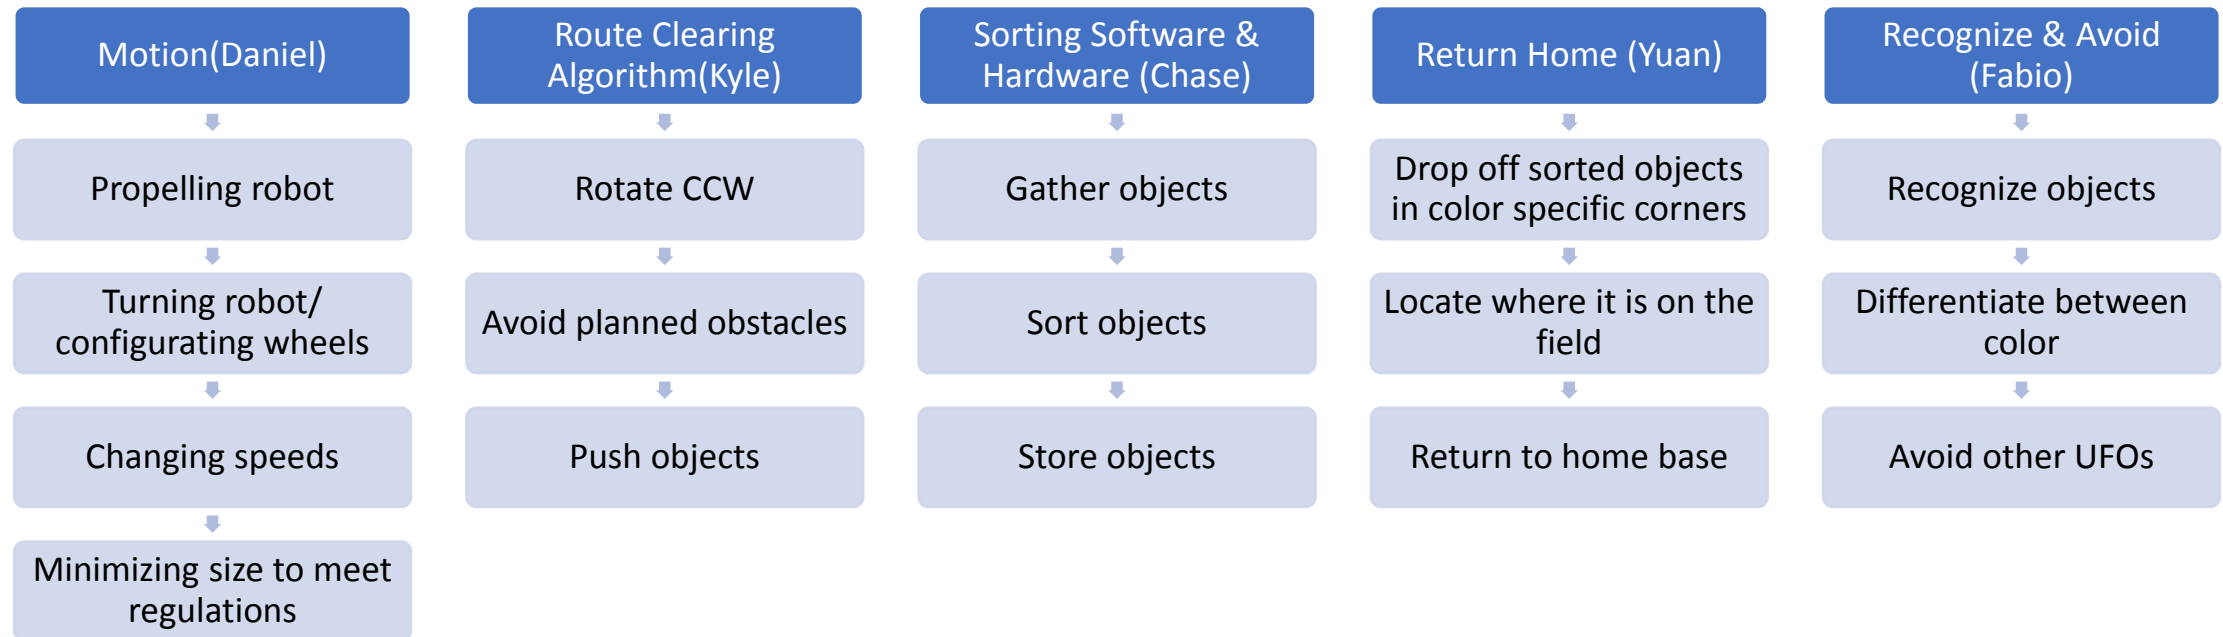 Motion(Daniel)
Propelling robot
Turning robot/
configurating wheels
Changing speeds
Minimizing size to meet
regulations
Route Clearing
Algorithm(Kyle)
Rotate CCW
Avoid planned obstacles
Push objects
Sorting Software &
Hardware (Chase)
Gather objects
Sort objects
Store objects
Return Home (Yuan)
Drop off sorted objects
in color specific corners
Locate where it is on the
field
Return to home base
Recognize & Avoid
(Fabio)
Recognize objects
Differentiate between
color
Avoid other UFOs